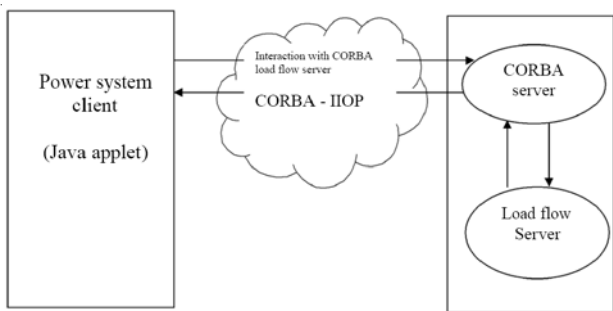 Power system
client
(Java applet)
Interaction with CORBA
load flow server
CORBA - IIOP
CORBA
server
Load flow
Server